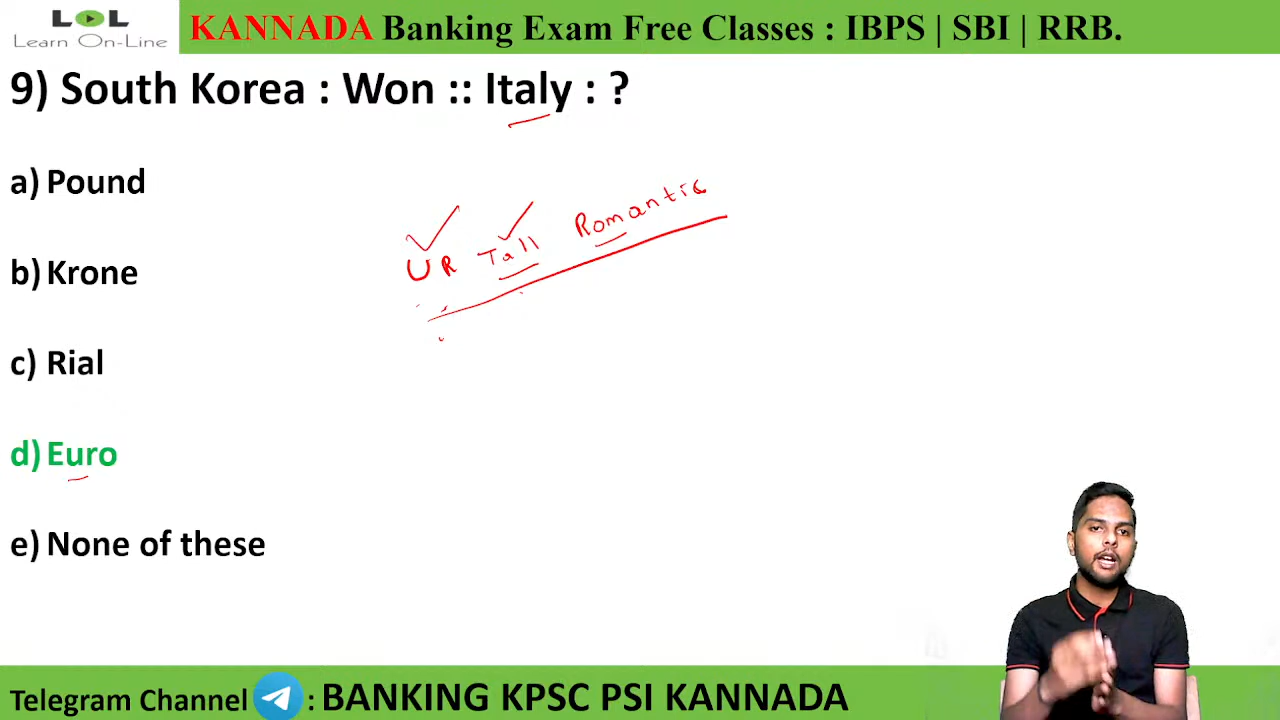 LOL
Learn On-Line
KANNADA Banking Exam Free Classes : IBPS | SBI | RRB.
9) South Korea : Won :: Italy : ?
a) Pound
UR Tall Romantic
b) Krone
c) Rial
d) Euro
e) None of these
Telegram Channel : BANKING KPSC PSI KANNADA